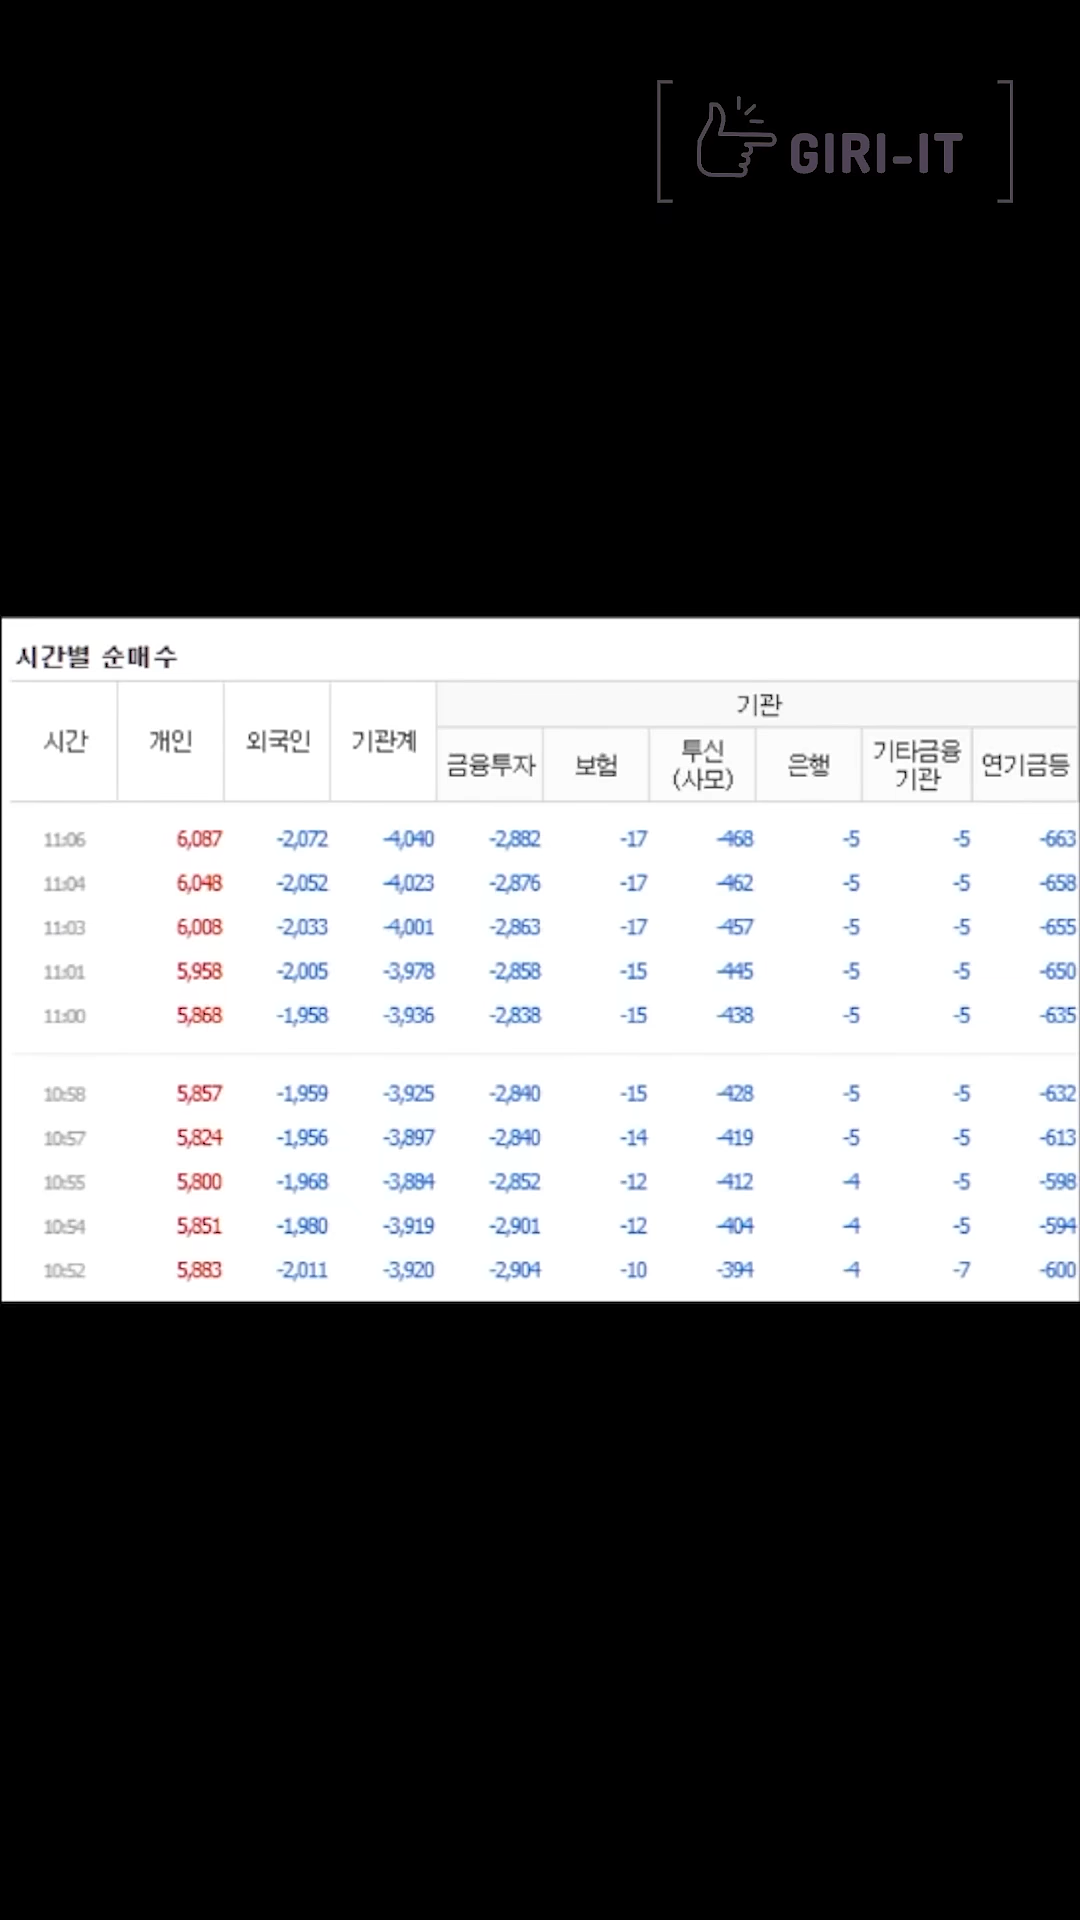 GIRI-IT
시간별 순매수
시간 개인 외국인 기관계 기관
금융투자 보험 투신(사모) 은행 기타금융기관 연기금등
11:06 6,087 -2,072 -4,040 -2,882 -17 -468 -5 -5 -663
11:04 6,048 -2,052 -4,023 -2,876 -17 -462 -5 -5 -658
11:03 6,008 -2,033 -4,001 -2,863 -17 -457 -5 -5 -655
11:01 5,958 -2,005 -3,978 -2,858 -15 -445 -5 -5 -650
11:00 5,868 -1,958 -3,936 -2,838 -15 -438 -5 -5 -635
10:58 5,857 -1,959 -3,925 -2,840 -15 -428 -5 -5 -632
10:57 5,824 -1,956 -3,897 -2,840 -14 -419 -5 -5 -613
10:55 5,800 -1,968 -3,884 -2,852 -12 -412 -4 -5 -598
10:54 5,851 -1,980 -3,919 -2,901 -12 -404 -4 -5 -594
10:52 5,883 -2,011 -3,920 -2,904 -10 -394 -4 -7 -600